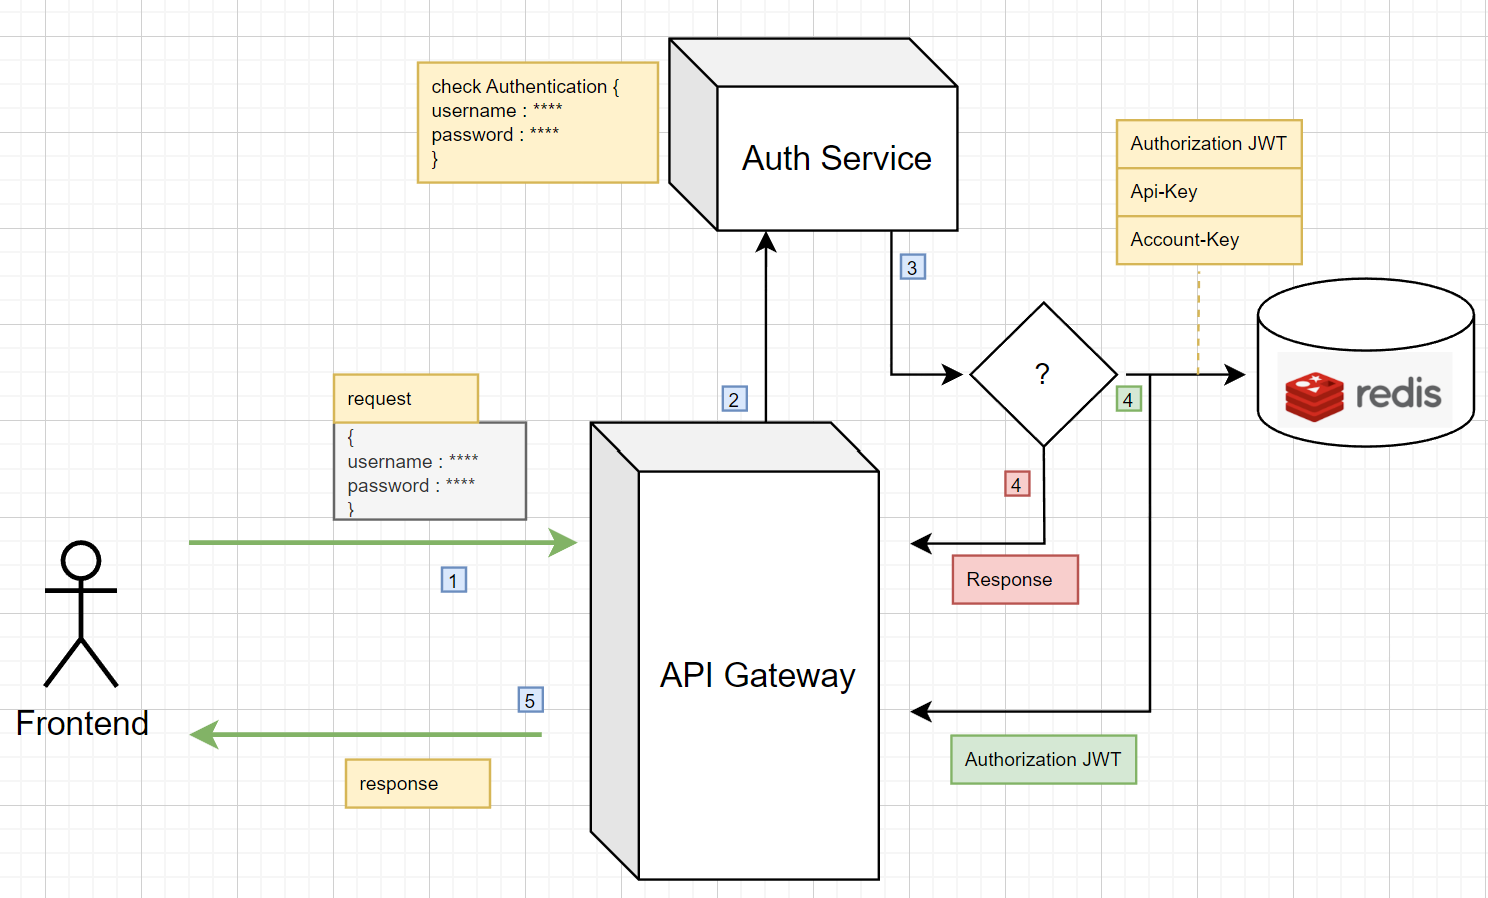 check Authentication {
username : ****
password : ****
}
Auth Service
Authorization JWT
Api-Key
Account-Key
3
?
redis
2
4
request
{
username : ****
password : ****
}
4
1
Response
API Gateway
5
Frontend
response
Authorization JWT